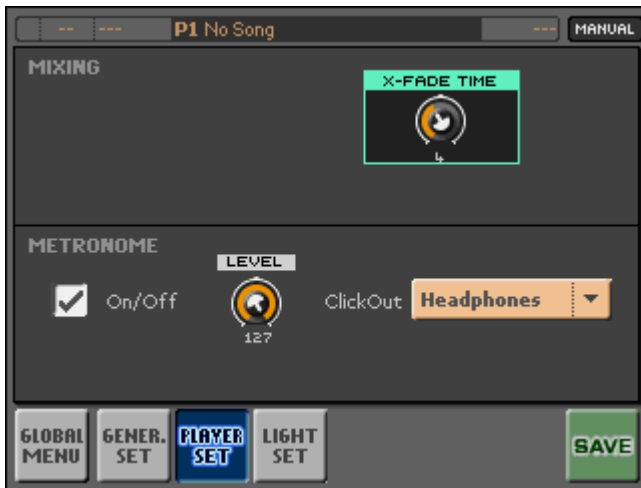 -- --- P1 No Song --- MANUAL
MIXING
X-FADE TIME
4
METRONOME
LEVEL
On/Off
ClickOut Headphones
127
GLOBAL MENU
GENER. SET
PLAYER SET
LIGHT SET
SAVE